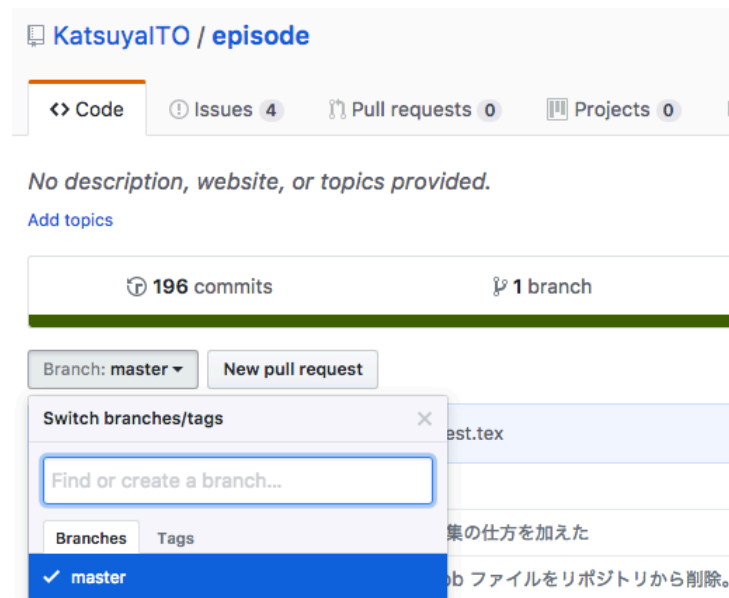 KatsuyaITO / episode
Code Issues 4 Pull requests 0 Projects 0
No description, website, or topics provided.
Add topics
196 commits 1 branch
Branch: master New pull request
Switch branches/tags
est.tex
Find or create a branch...
Branches Tags
集の仕方を加えた
master
ob ファイルをリポジトリから削除。